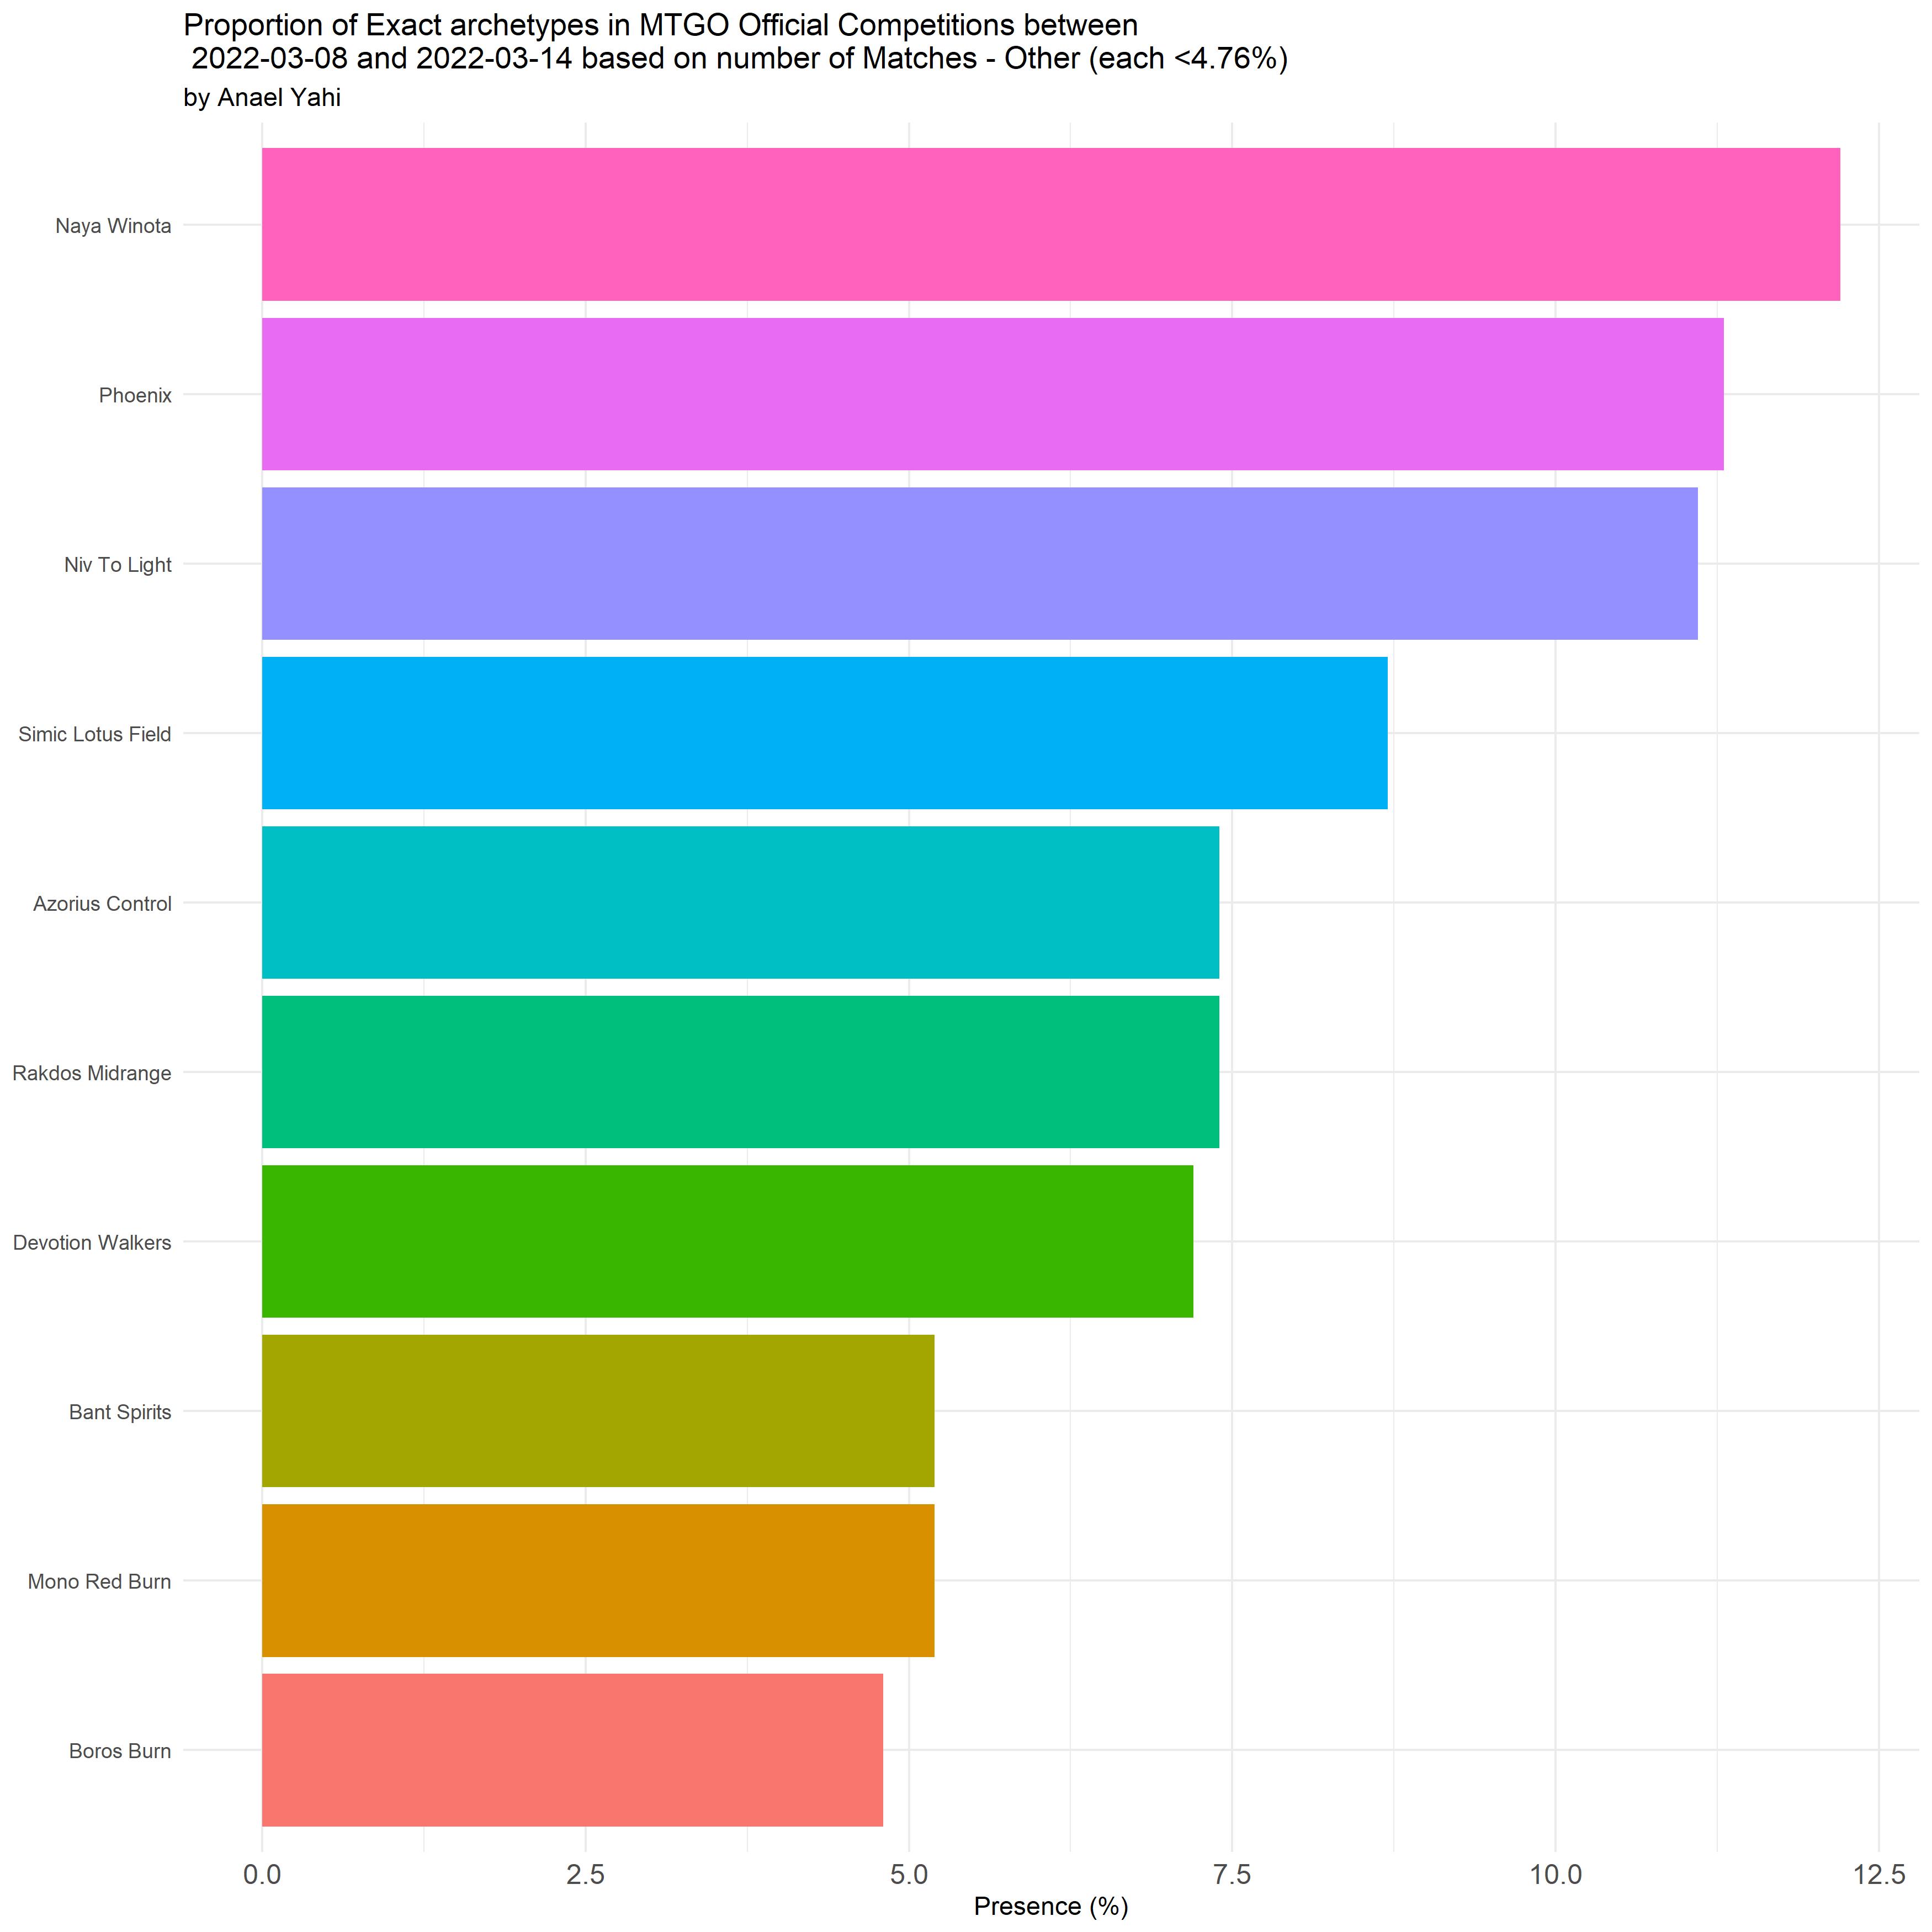 Proportion of Exact archetypes in MTGO Official Competitions between
2022-03-08 and 2022-03-14 based on number of Matches - Other (each <4.76%)
by Anael Yahi
Naya Winota
Phoenix
Niv To Light
Simic Lotus Field
Azorius Control
Rakdos Midrange
Devotion Walkers
Bant Spirits
Mono Red Burn
Boros Burn
0.0 2.5 5.0 7.5 10.0 12.5
Presence (%)